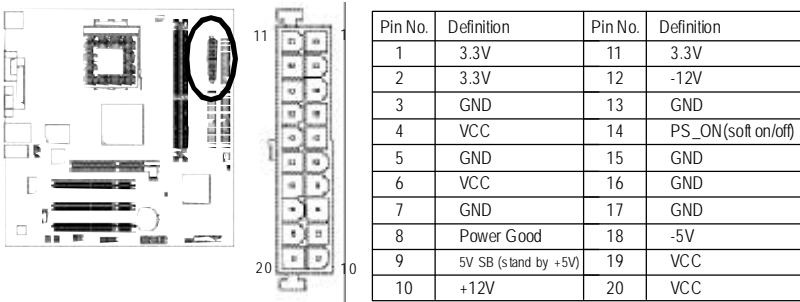 11 1
20 10
Pin No. Definition Pin No. Definition
1 3.3V 11 3.3V
2 3.3V 12 -12V
3 GND 13 GND
4 VCC 14 PS_ON(soft on/off)
5 GND 15 GND
6 VCC 16 GND
7 GND 17 GND
8 Power Good 18 -5V
9 5V SB (stand by +5V) 19 VCC
10 +12V 20 VCC